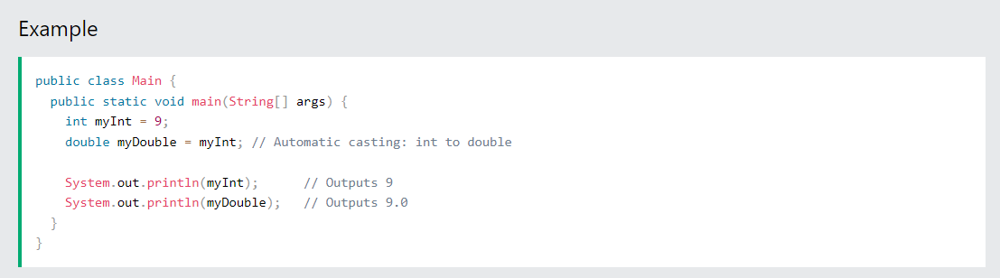 Example
public class Main {
  public static void main(String[] args) {
    int myInt = 9;
    double myDouble = myInt; // Automatic casting: int to double

    System.out.println(myInt);      // Outputs 9
    System.out.println(myDouble);   // Outputs 9.0
  }
}